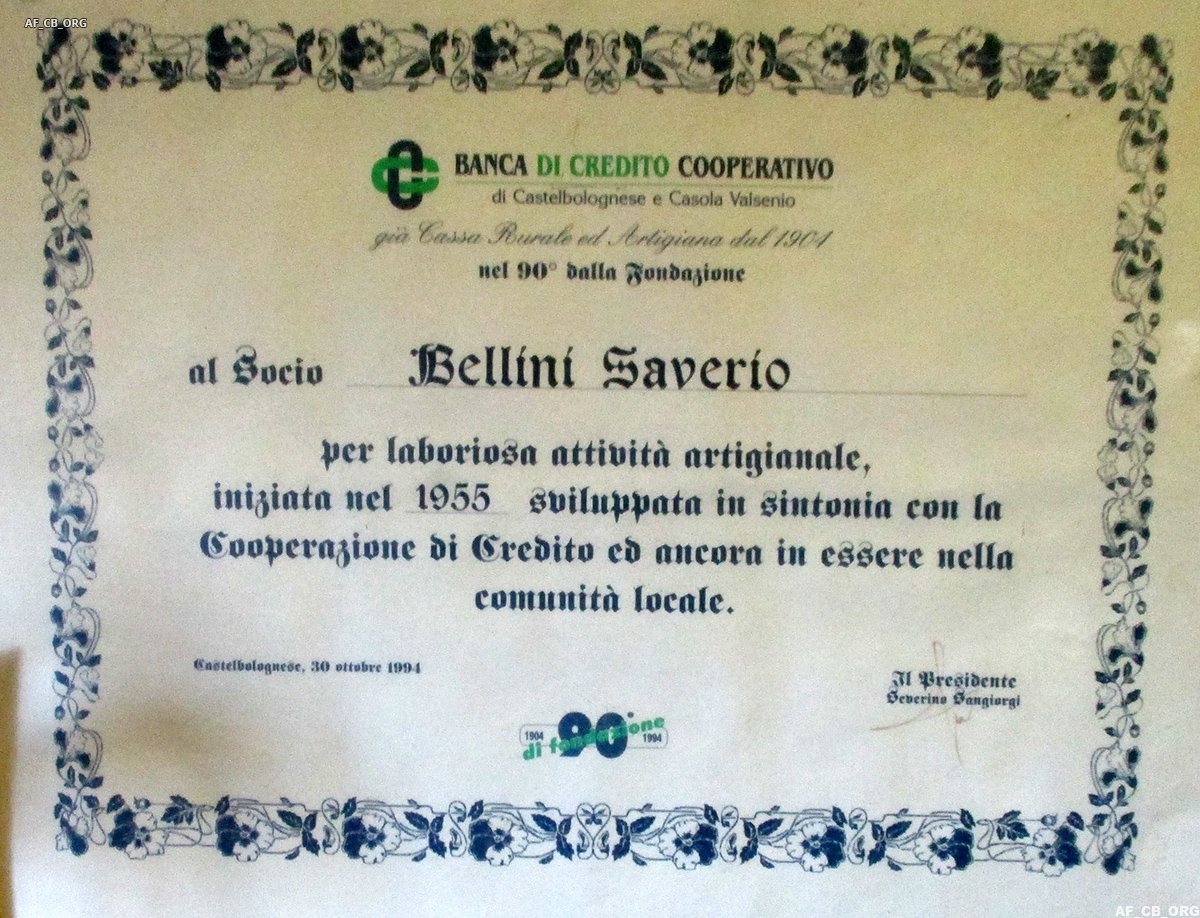 AF_CB_ORG
BANCA DI CREDITO COOPERATIVO
di Castelbolognese e Casola Valsenio
già Cassa Rurale ed Artigiana dal 1904
nel 90° dalla Fondazione
al Socio Bellini Saverio
per laboriosa attività artigianale,
iniziata nel 1955 sviluppata in sintonia con la
Cooperazione di Credito ed ancora in essere nella
comunità locale.
Castelbolognese, 30 ottobre 1994
Il Presidente
Severino Sangiorgi
1904 90° 1994
di fondazione
AF_CB_ORG